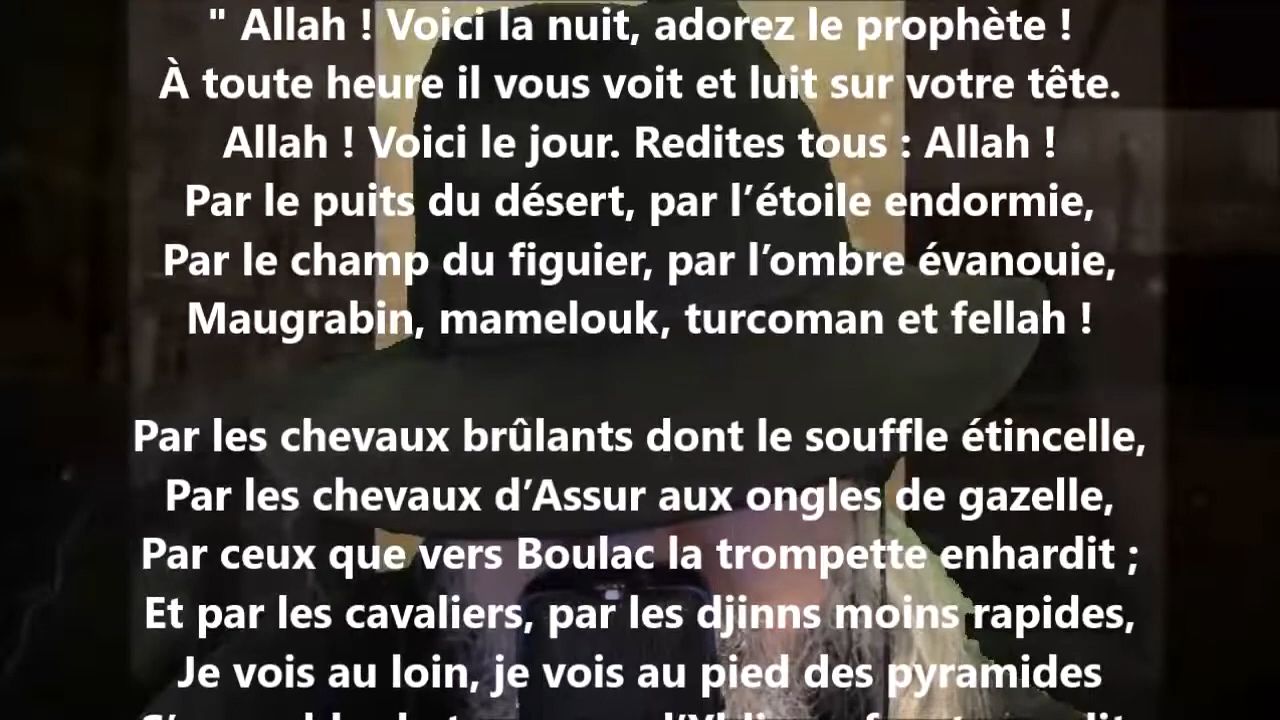 " Allah ! Voici la nuit, adorez le prophète !
À toute heure il vous voit et luit sur votre tête.
Allah ! Voici le jour. Redites tous : Allah !
Par le puits du désert, par l’étoile endormie,
Par le champ du figuier, par l’ombre évanouie,
Maugrabin, mamelouk, turcoman et fellah !
Par les chevaux brûlants dont le souffle étincelle,
Par les chevaux d’Assur aux ongles de gazelle,
Par ceux que vers Boulac la trompette enhardit ;
Et par les cavaliers, par les djinns moins rapides,
Je vois au loin, je vois au pied des pyramides